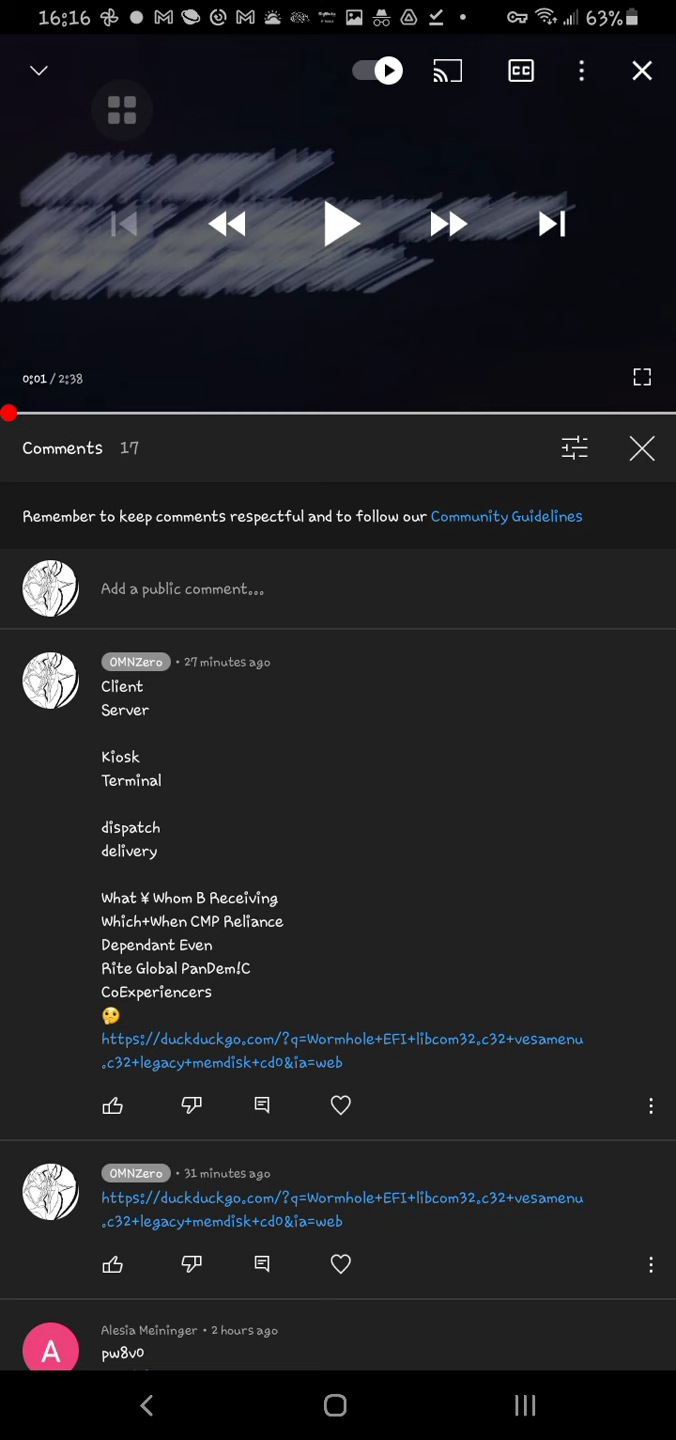 16:16
63%
CC
0:01 / 2:38
Comments 17
Remember to keep comments respectful and to follow our Community Guidelines
Add a public comment...
OMNZero • 27 minutes ago
Client
Server
Kiosk
Terminal
dispatch
delivery
What ¥ Whom B Receiving
Which+When CMP Reliance
Dependant Even
Rite Global PanDem!C
CoExperiencers
https://duckduckgo.com/?q=Wormhole+EFI+libcom32.c32+vesamenu
.c32+legacy+memdisk+cd0&ia=web
OMNZero • 31 minutes ago
https://duckduckgo.com/?q=Wormhole+EFI+libcom32.c32+vesamenu
.c32+legacy+memdisk+cd0&ia=web
A
Alesia Meininger • 2 hours ago
pw8v0